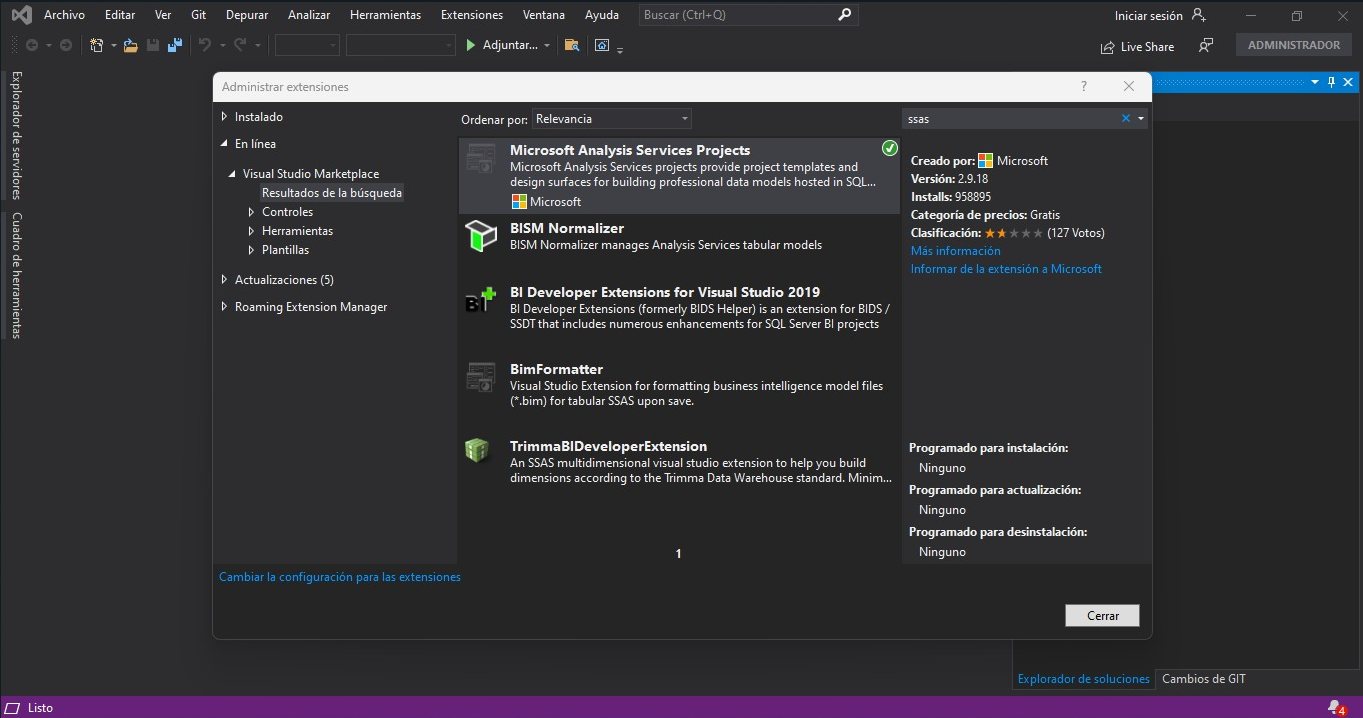 Archivo Editar Ver Git Depurar Analizar Herramientas Extensiones Ventana Ayuda Buscar (Ctrl+Q) Iniciar sesión
Adjuntar... Live Share ADMINISTRADOR
Explorador de servidores
Cuadro de herramientas
Administrar extensiones ?
Instalado
En línea
Visual Studio Marketplace
Resultados de la búsqueda
Controles
Herramientas
Plantillas
Actualizaciones (5)
Roaming Extension Manager
Ordenar por: Relevancia
Microsoft Analysis Services Projects
Microsoft Analysis Services projects provide project templates and
design surfaces for building professional data models hosted in SQL...
Microsoft
BISM Normalizer
BISM Normalizer manages Analysis Services tabular models
BI
BI Developer Extensions for Visual Studio 2019
BI Developer Extensions (formerly BIDS Helper) is an extension for BIDS /
SSDT that includes numerous enhancements for SQL Server BI projects
BimFormatter
Visual Studio Extension for formatting business intelligence model files
(*.bim) for tabular SSAS upon save.
TrimmaBIDeveloperExtension
An SSAS multidimensional visual studio extension to help you build
dimensions according to the Trimma Data Warehouse standard. Minim...
1
ssas
Creado por: Microsoft
Versión: 2.9.18
Installs: 958895
Categoría de precios: Gratis
Clasificación: (127 Votos)
Más información
Informar de la extensión a Microsoft
Programado para instalación:
Ninguno
Programado para actualización:
Ninguno
Programado para desinstalación:
Ninguno
Cambiar la configuración para las extensiones
Cerrar
Explorador de soluciones Cambios de GIT
Listo 4